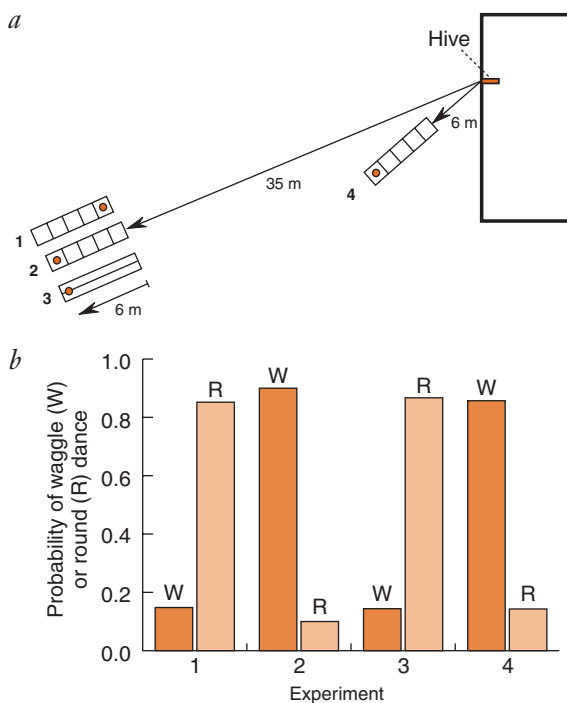 a
Hive
6 m
35 m
4
1
2
3
6 m
b
Probability of waggle (W)
or round (R) dance
1.0
0.8
0.6
0.4
0.2
0.0
W
R
W
R
W
R
W
R
1
2
3
4
Experiment